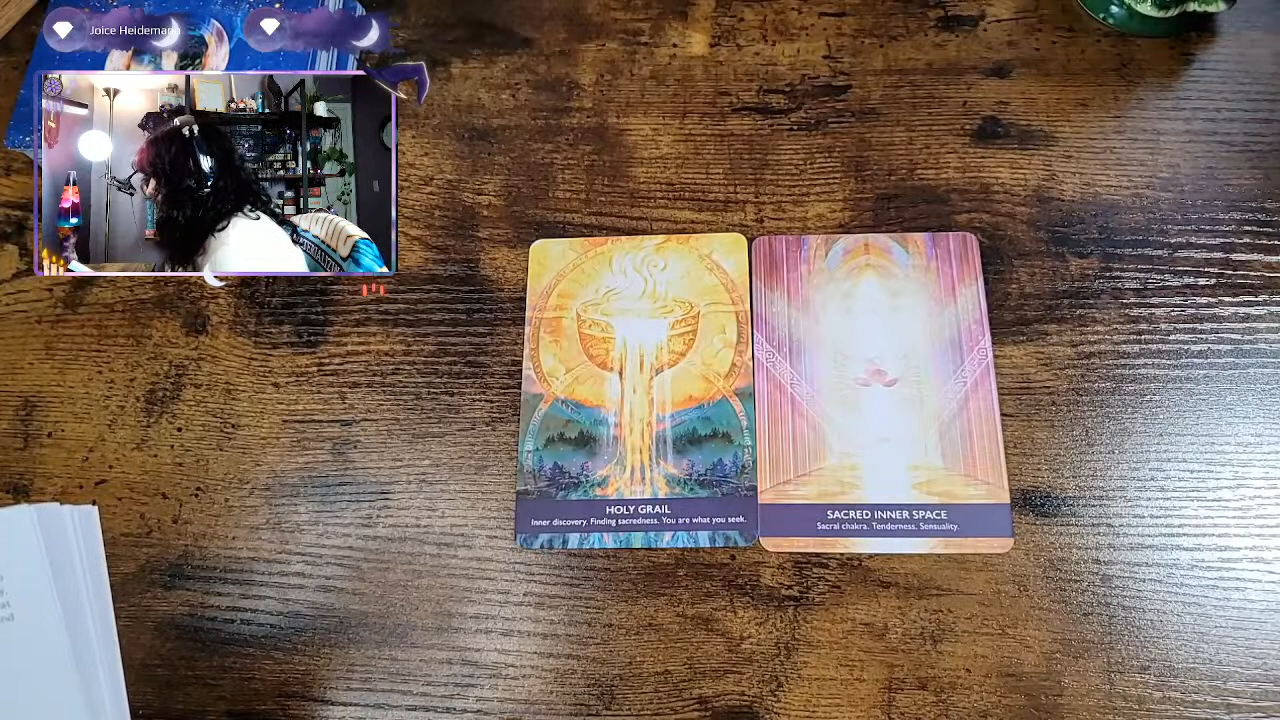 Joice Heidemann
HOLY GRAIL
Inner discovery. Finding sacredness. You are what you seek.
SACRED INNER SPACE
Sacral chakra. Tenderness. Sensuality.